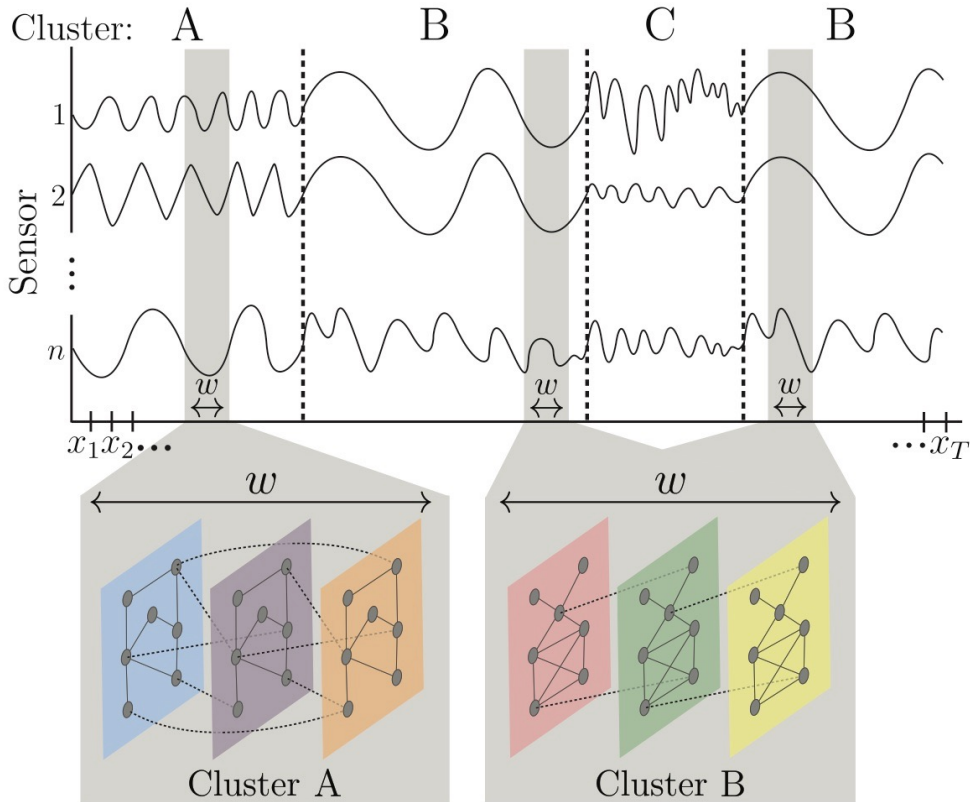 Cluster: A B C B
1
2
Sensor
n
w w w
x1 x2 ... ... xT
w w
Cluster A Cluster B